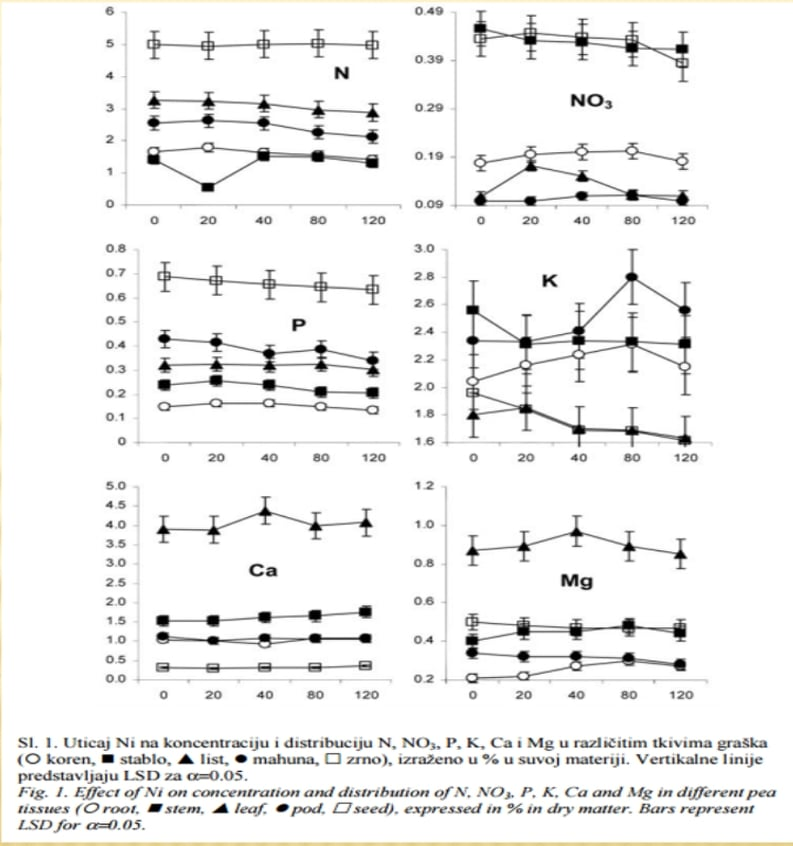 6
5
4
3
2
1
0
N
0 20 40 80 120
0.49
0.39
0.29
0.19
0.09
NO₃
0 20 40 80 120
0.8
0.7
0.6
0.5
0.4
0.3
0.2
0.1
0
P
0 20 40 80 120
3.0
2.8
2.6
2.4
2.2
2.0
1.8
1.6
K
0 20 40 80 120
5.0
4.5
4.0
3.5
3.0
2.5
2.0
1.5
1.0
0.5
0.0
Ca
0 20 40 80 120
1.2
1.0
0.8
0.6
0.4
0.2
Mg
0 20 40 80 120
Sl. 1. Uticaj Ni na koncentraciju i distribuciju N, NO₃, P, K, Ca i Mg u različitim tkivima graška
(○ koren, ■ stablo, ▲ list, ● mahuna, □ zrno), izraženo u % u suvoj materiji. Vertikalne linije
predstavljaju LSD za α=0.05.
Fig. 1. Effect of Ni on concentration and distribution of N, NO₃, P, K, Ca and Mg in different pea
tissues (○ root, ■ stem, ▲ leaf, ● pod, □ seed), expressed in % in dry matter. Bars represent
LSD for α=0.05.